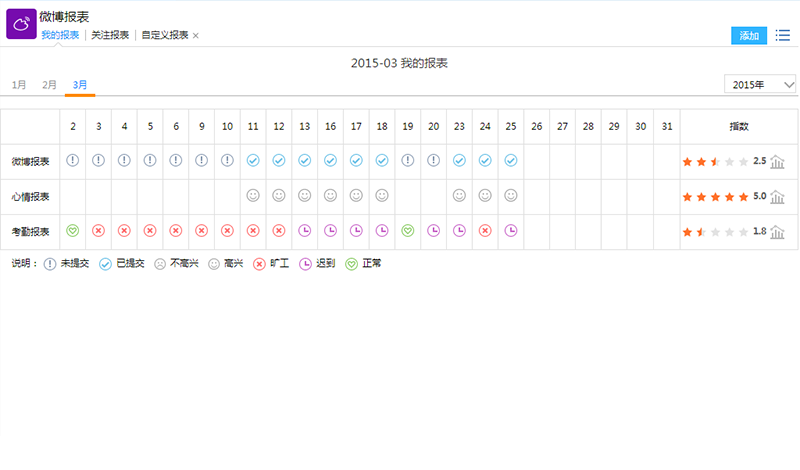 微博报表
我的报表 关注报表 自定义报表 ×
添加
2015-03 我的报表
1月 2月 3月
2015年
2 3 4 5 6 9 10 11 12 13 16 17 18 19 20 23 24 25 26 27 28 29 30 31 指数
微博报表 2.5
心情报表 5.0
考勤报表 1.8
说明： 未提交 已提交 不高兴 高兴 旷工 迟到 正常